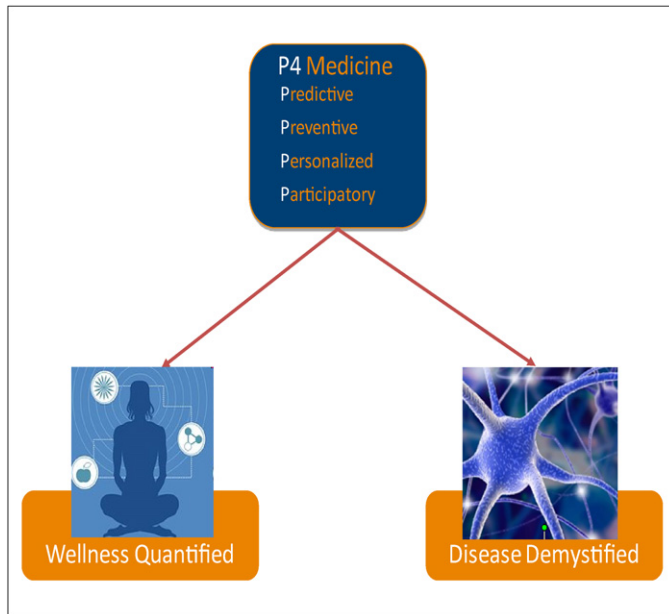 P4 Medicine
Predictive
Preventive
Personalized
Participatory
Wellness Quantified
Disease Demystified